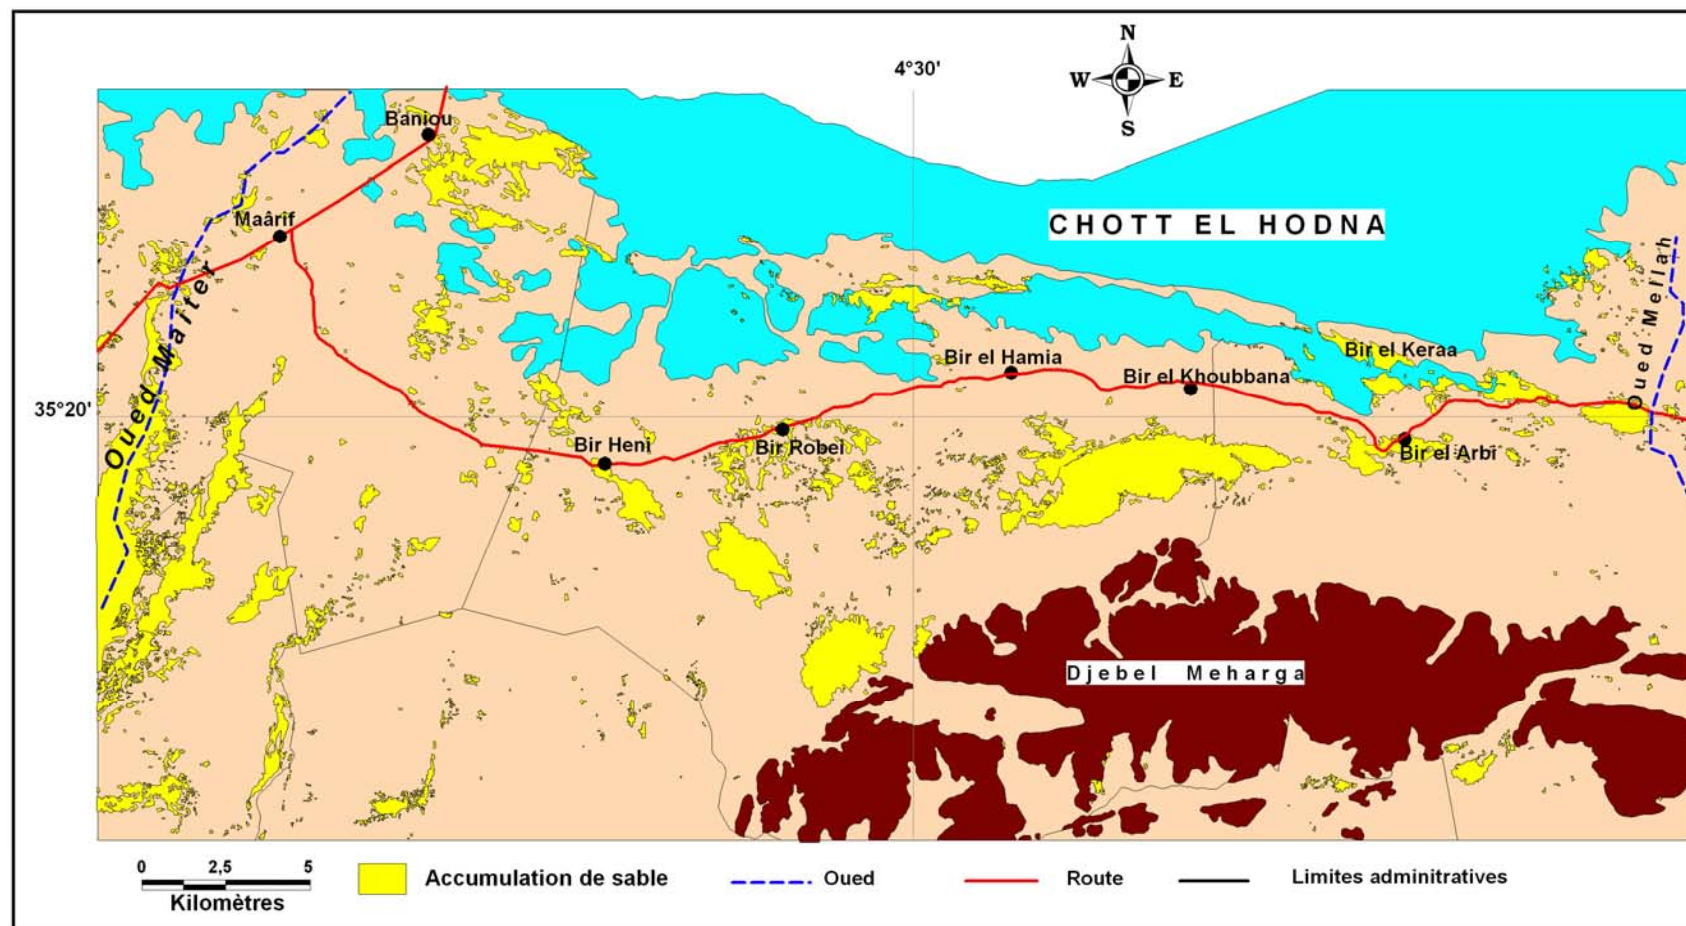 N
4°30'
W E
S
Baniou
Maârif
CHOTT EL HODNA
Oued Maiter
Oued Mellah
Bir el Keraa
Bir el Hamia
Bir el Khoubbana
35°20'
Bir Heni
Bir Robei
Bir el Arbi
Djebel Meharga
0 2,5 5
Kilomètres
Accumulation de sable
Oued
Route
Limites adminitratives